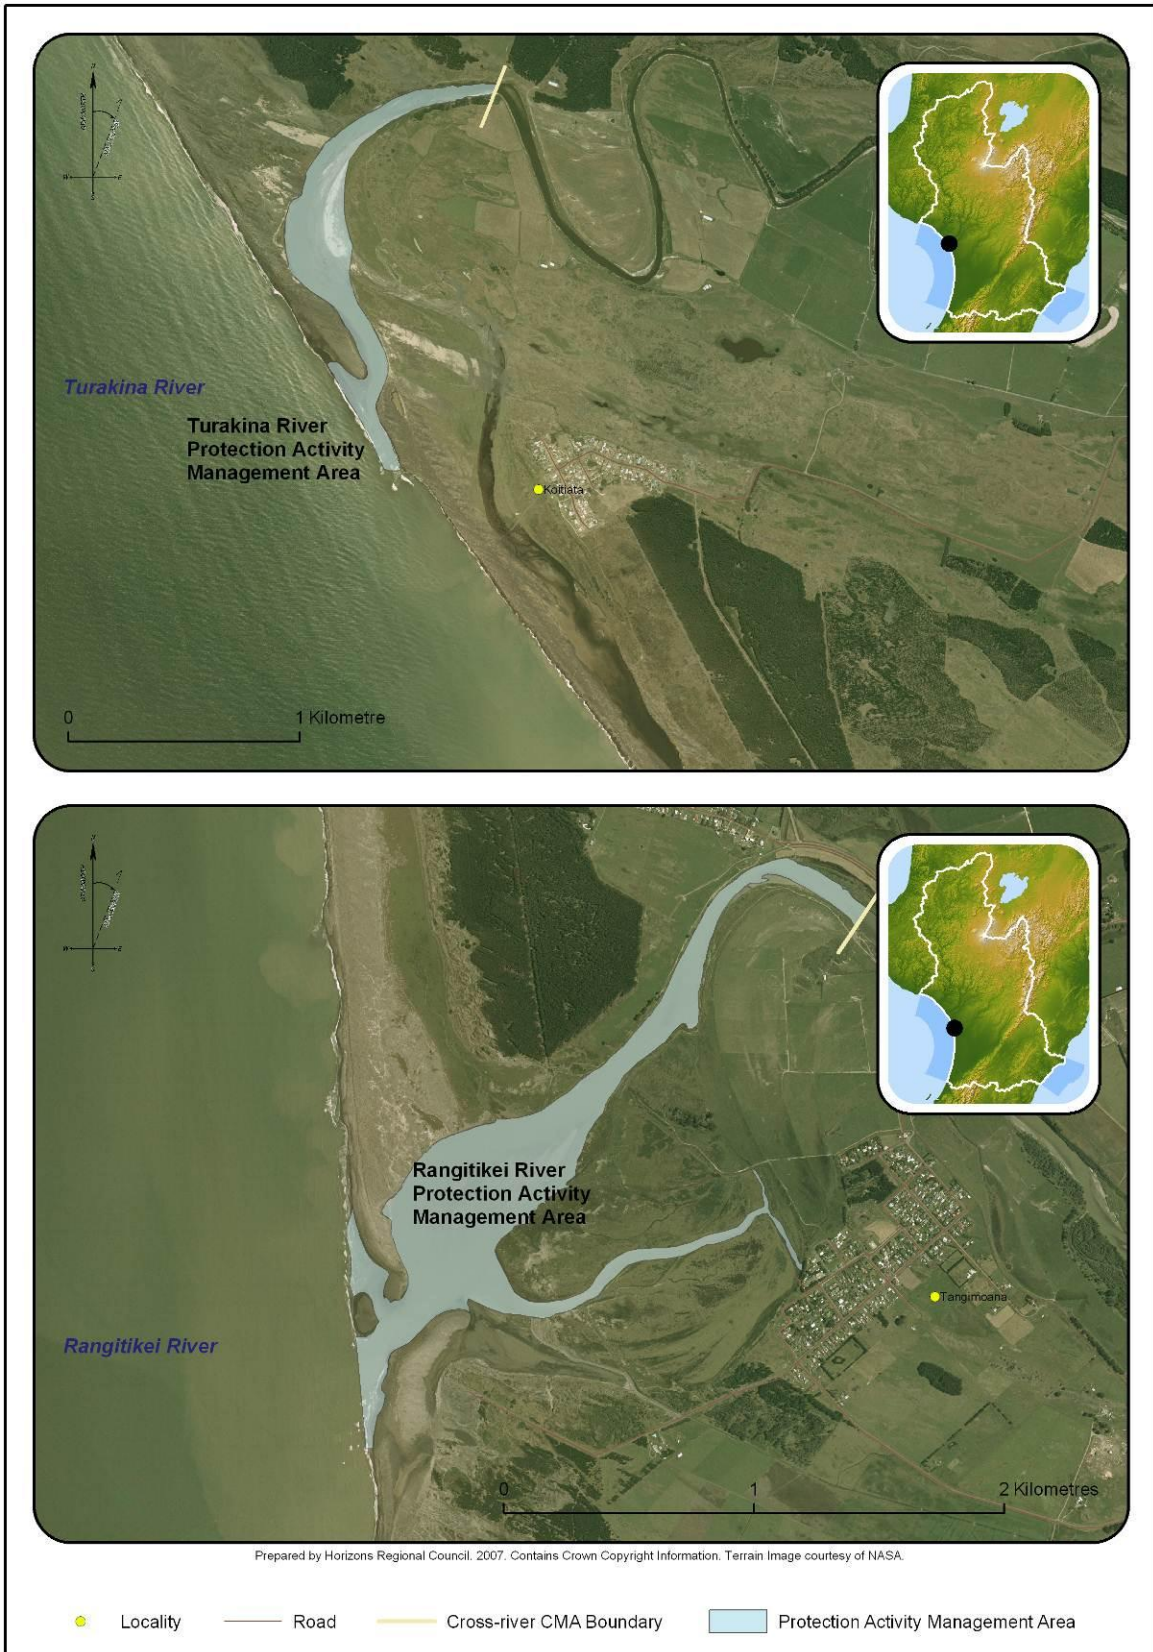 Turakina River
Turakina River
Protection Activity
Management Area
Koitiata
0
1 Kilometre
Rangitikei River
Protection Activity
Management Area
Rangitikei River
Tangimoana
0
1
2 Kilometres
Prepared by Horizons Regional Council. 2007. Contains Crown Copyright Information. Terrain Image courtesy of NASA.
Locality
Road
Cross-river CMA Boundary
Protection Activity Management Area